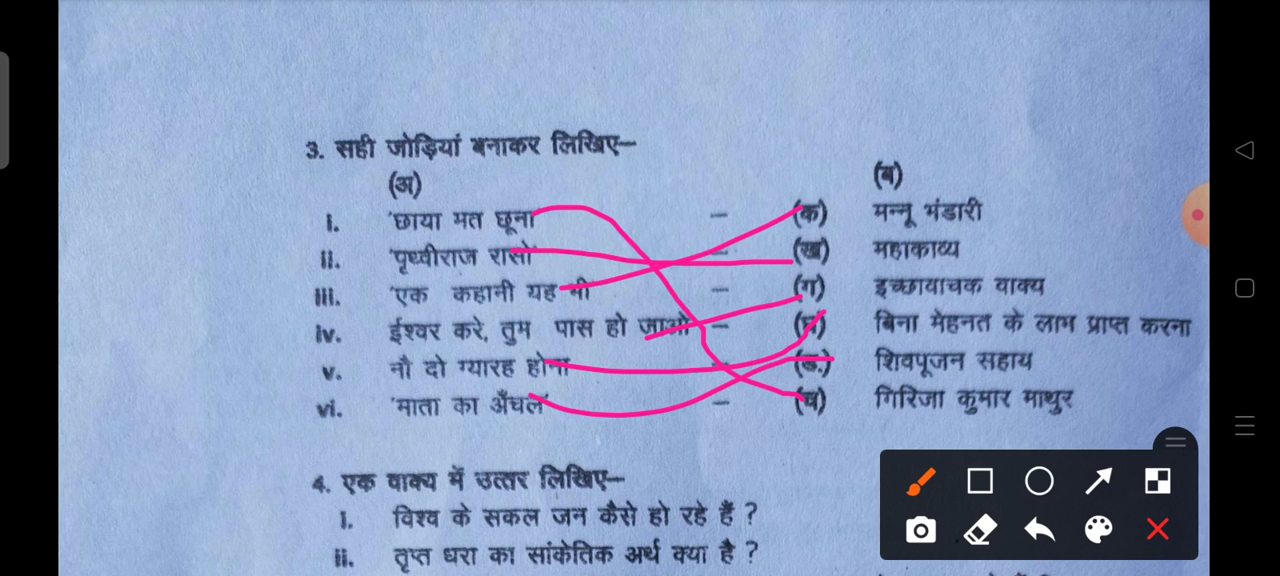 3. सही जोड़ियां बनाकर लिखिए–
(अ) (ब)
i. 'छाया मत छूना' – (क) मन्नू भंडारी
ii. 'पृथ्वीराज रासो' – (ख) महाकाव्य
iii. 'एक कहानी यह भी – (ग) इच्छावाचक वाक्य
iv. ईश्वर करे, तुम पास हो जाओ – (घ) बिना मेहनत के लाभ प्राप्त करना
v. नौ दो ग्यारह होना – (ड.) शिवपूजन सहाय
vi. 'माता का अँचल' – (च) गिरिजा कुमार माथुर
4. एक वाक्य में उत्तर लिखिए–
i. विश्व के सकल जन कैसे हो रहे हैं ?
ii. तृप्त धरा का सांकेतिक अर्थ क्या है ?